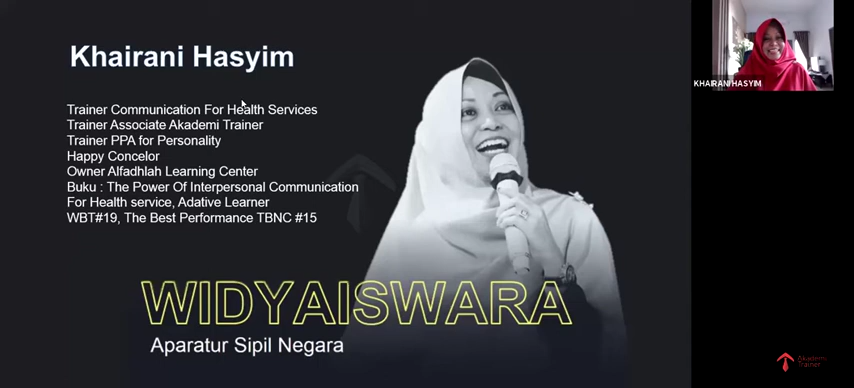 Khairani Hasyim
Trainer Communication For Health Services
Trainer Associate Akademi Trainer
Trainer PPA for Personality
Happy Concelor
Owner Alfadhlah Learning Center
Buku : The Power Of Interpersonal Communication
For Health service, Adative Learner
WBT#19, The Best Performance TBNC #15
WIDYAISWARA
Aparatur Sipil Negara
KHAIRANI HASYIM
Akademi
Trainer